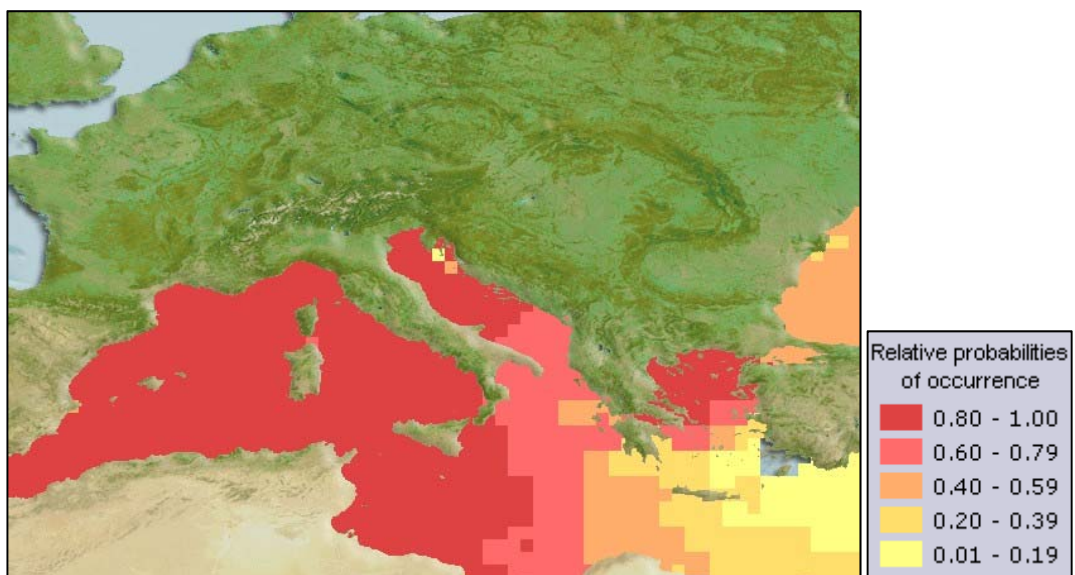 Relative probabilities
of occurrence
0.80 - 1.00
0.60 - 0.79
0.40 - 0.59
0.20 - 0.39
0.01 - 0.19